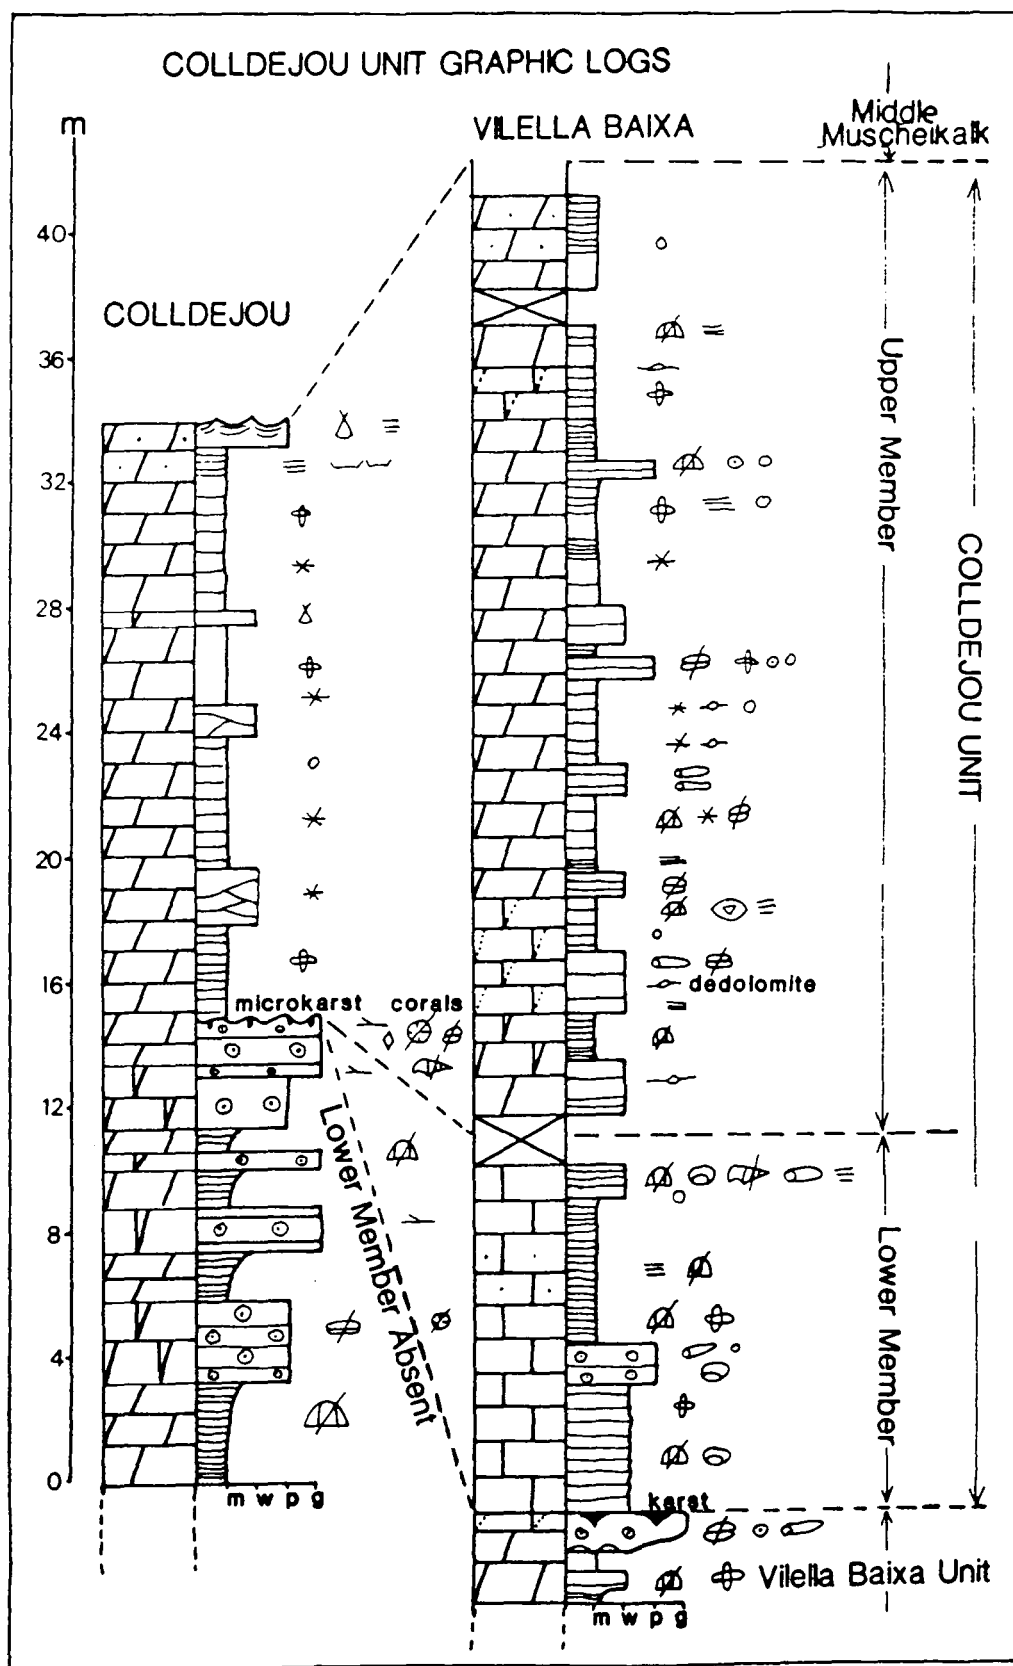 COLLDEJOU UNIT GRAPHIC LOGS
m
VILELLA BAIXA
Middle
Muschelkalk
40
COLLDEJOU
36
32
28
24
20
16
12
8
4
0
Upper Member
COLLDEJOU UNIT
dedolomite
microkarst
corals
Lower Member Absent
Lower Member
karst
m w p g
Vilella Baixa Unit
m w p g